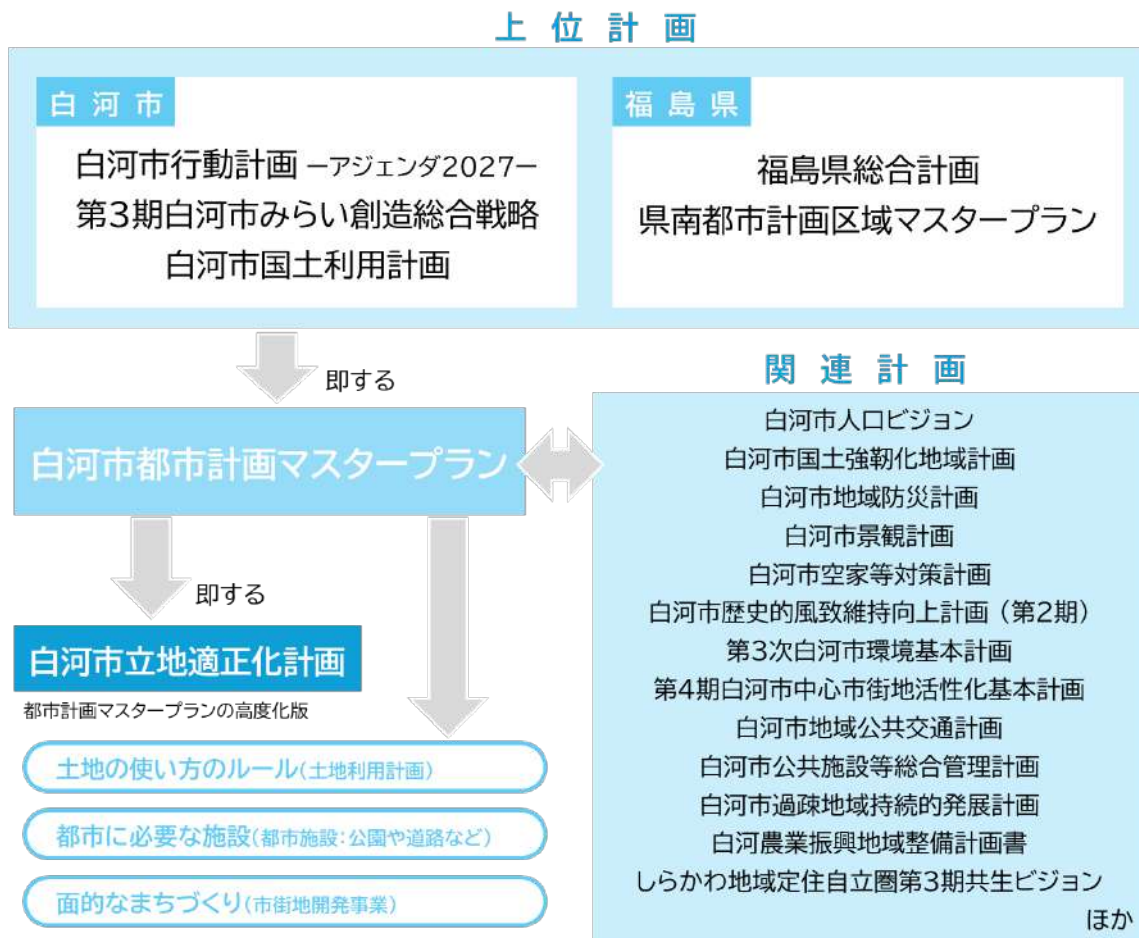 上位計画
白河市
白河市行動計画 −アジェンダ2027−
第3期白河市みらい創造総合戦略
白河市国土利用計画
福島県
福島県総合計画
県南都市計画区域マスタープラン
即する
白河市都市計画マスタープラン
即する
白河市立地適正化計画
都市計画マスタープランの高度化版
土地の使い方のルール(土地利用計画)
都市に必要な施設(都市施設:公園や道路など)
面的なまちづくり(市街地開発事業)
関連計画
白河市人口ビジョン
白河市国土強靭化地域計画
白河市地域防災計画
白河市景観計画
白河市空家等対策計画
白河市歴史的風致維持向上計画（第2期）
第3次白河市環境基本計画
第4期白河市中心市街地活性化基本計画
白河市地域公共交通計画
白河市公共施設等総合管理計画
白河市過疎地域持続的発展計画
白河農業振興地域整備計画書
しらかわ地域定住自立圏第3期共生ビジョン
ほか